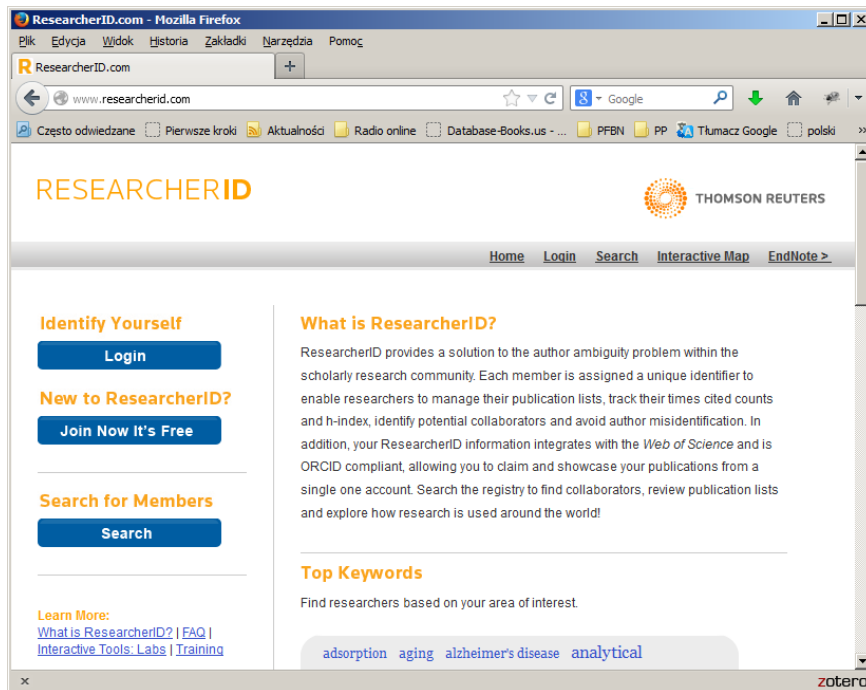 ResearcherID.com - Mozilla Firefox
Plik Edycja Widok Historia Zakładki Narzędzia Pomoc
ResearcherID.com
www.researcherid.com Google
Często odwiedzane Pierwsze kroki Aktualności Radio online Database-Books.us - ... PFBN PP Tłumacz Google polski »
RESEARCHERID
THOMSON REUTERS
Home Login Search Interactive Map EndNote >
Identify Yourself
Login
New to ResearcherID?
Join Now It's Free
Search for Members
Search
Learn More:
What is ResearcherID? | FAQ |
Interactive Tools: Labs | Training
What is ResearcherID?
ResearcherID provides a solution to the author ambiguity problem within the
scholarly research community. Each member is assigned a unique identifier to
enable researchers to manage their publication lists, track their times cited counts
and h-index, identify potential collaborators and avoid author misidentification. In
addition, your ResearcherID information integrates with the Web of Science and is
ORCID compliant, allowing you to claim and showcase your publications from a
single one account. Search the registry to find collaborators, review publication lists
and explore how research is used around the world!
Top Keywords
Find researchers based on your area of interest.
adsorption aging alzheimer's disease analytical
× zotero